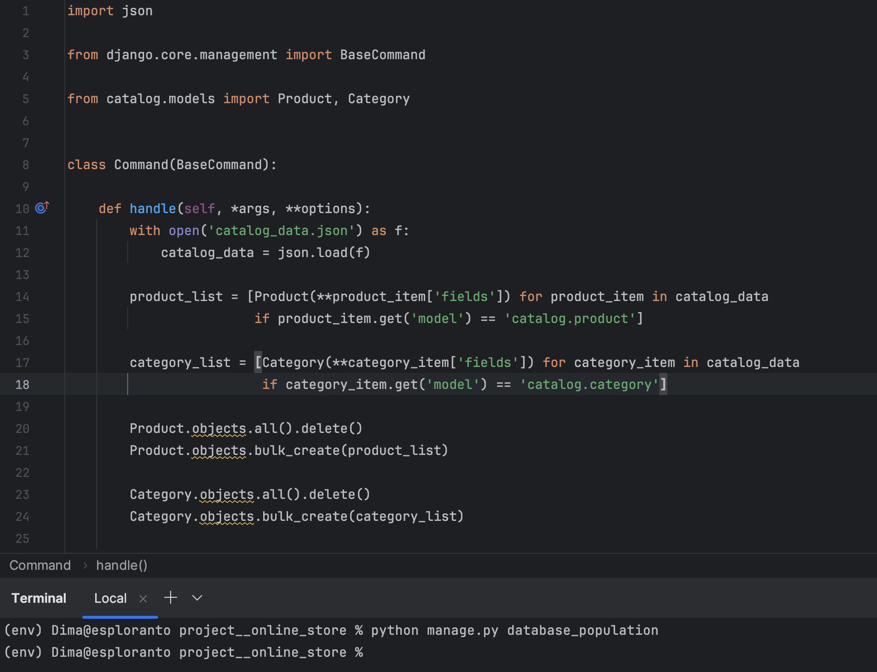 1 import json
2
3 from django.core.management import BaseCommand
4
5 from catalog.models import Product, Category
6
7
8 class Command(BaseCommand):
9
10     def handle(self, *args, **options):
11         with open('catalog_data.json') as f:
12             catalog_data = json.load(f)
13
14         product_list = [Product(**product_item['fields']) for product_item in catalog_data
15                         if product_item.get('model') == 'catalog.product']
16
17         category_list = [Category(**category_item['fields']) for category_item in catalog_data
18                          if category_item.get('model') == 'catalog.category']
19
20         Product.objects.all().delete()
21         Product.objects.bulk_create(product_list)
22
23         Category.objects.all().delete()
24         Category.objects.bulk_create(category_list)
25
Command › handle()
Terminal Local × +
(env) Dima@esploranto project__online_store % python manage.py database_population
(env) Dima@esploranto project__online_store %